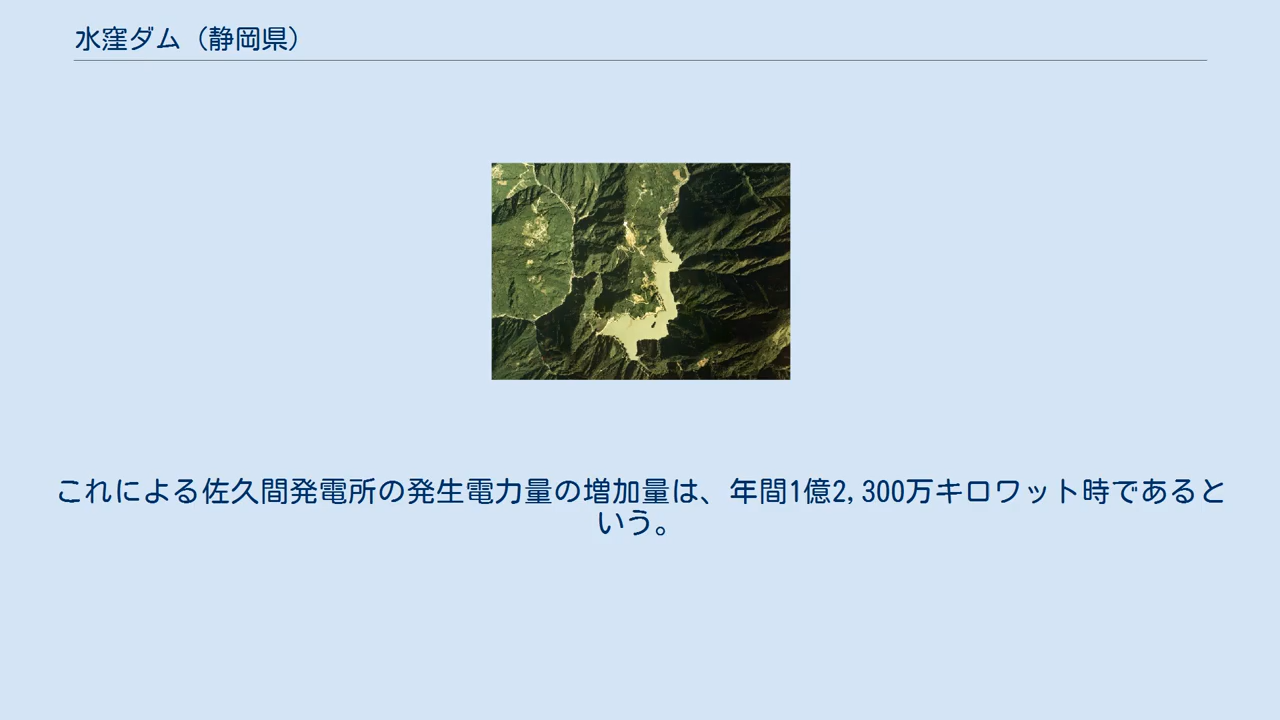 水窪ダム（静岡県）
これによる佐久間発電所の発生電力量の増加量は、年間1億2,300万キロワット時であると
いう。